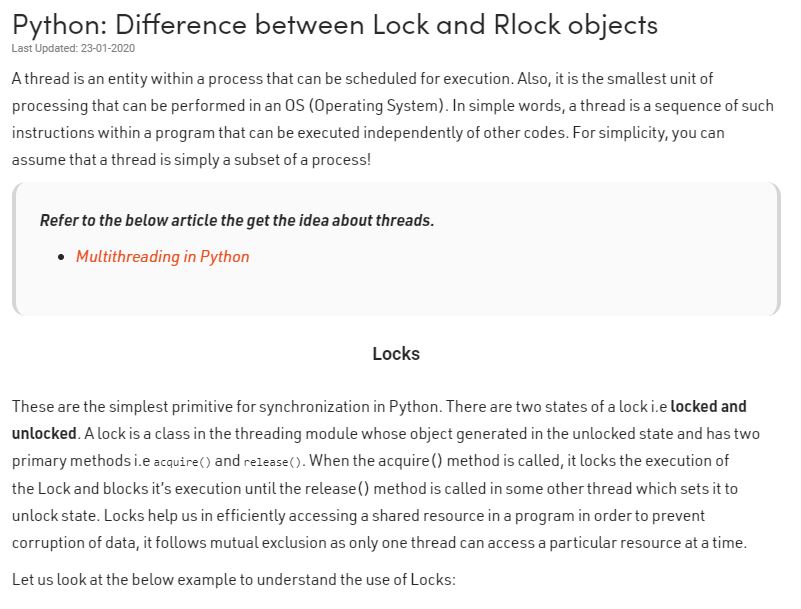 Python: Difference between Lock and Rlock objects
Last Updated: 23-01-2020
A thread is an entity within a process that can be scheduled for execution. Also, it is the smallest unit of
processing that can be performed in an OS (Operating System). In simple words, a thread is a sequence of such
instructions within a program that can be executed independently of other codes. For simplicity, you can
assume that a thread is simply a subset of a process!
Refer to the below article the get the idea about threads.
• Multithreading in Python
Locks
These are the simplest primitive for synchronization in Python. There are two states of a lock i.e locked and
unlocked. A lock is a class in the threading module whose object generated in the unlocked state and has two
primary methods i.e acquire() and release(). When the acquire() method is called, it locks the execution of
the Lock and blocks it’s execution until the release() method is called in some other thread which sets it to
unlock state. Locks help us in efficiently accessing a shared resource in a program in order to prevent
corruption of data, it follows mutual exclusion as only one thread can access a particular resource at a time.
Let us look at the below example to understand the use of Locks: